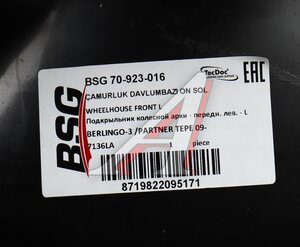 BSG
BSG 70-923-016
TecDoc
EAC
ÇAMURLUK DAVLUMBAZI ÖN SOL
WHEELHOUSE FRONT L
Подкрыльник колесной арки - передн. лев. - L
BERLINGO-3 /PARTNER TEPE 09-
7136LA 1 piece
8719822095171